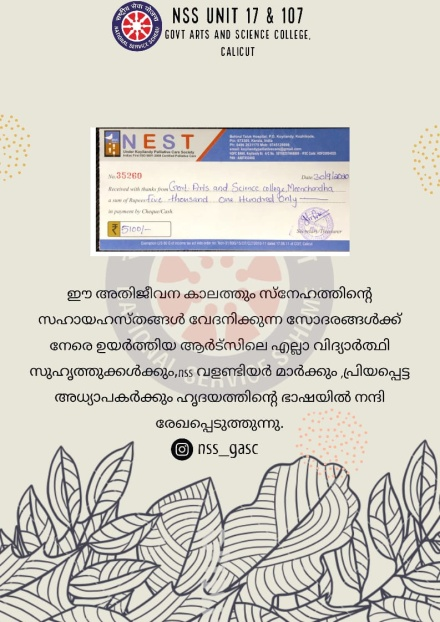 NSS UNIT 17 & 107
GOVT ARTS AND SCIENCE COLLEGE,
CALICUT
NEST
No.35260
Received with thanks from Govt. Arts and Science college Meenchantha
a sum of Rupees Five thousand One Hundred Only
in payment by Cheque/Cash
₹ 5100/-
Secretary/Treasurer
ഈ അതിജീവന കാലത്തും സ്നേഹത്തിന്റെ
സഹായഹസ്തങ്ങൾ വേദനിക്കുന്ന സോദരങ്ങൾക്ക്
നേരെ ഉയർത്തിയ ആർട്സിലെ എല്ലാ വിദ്യാർത്ഥി
സുഹൃത്തുക്കൾക്കും,nss വളണ്ടിയർ മാർക്കും ,പ്രിയപ്പെട്ട
അധ്യാപകർക്കും ഹൃദയത്തിന്റെ ഭാഷയിൽ നന്ദി
രേഖപ്പെടുത്തുന്നു.
nss_gasc